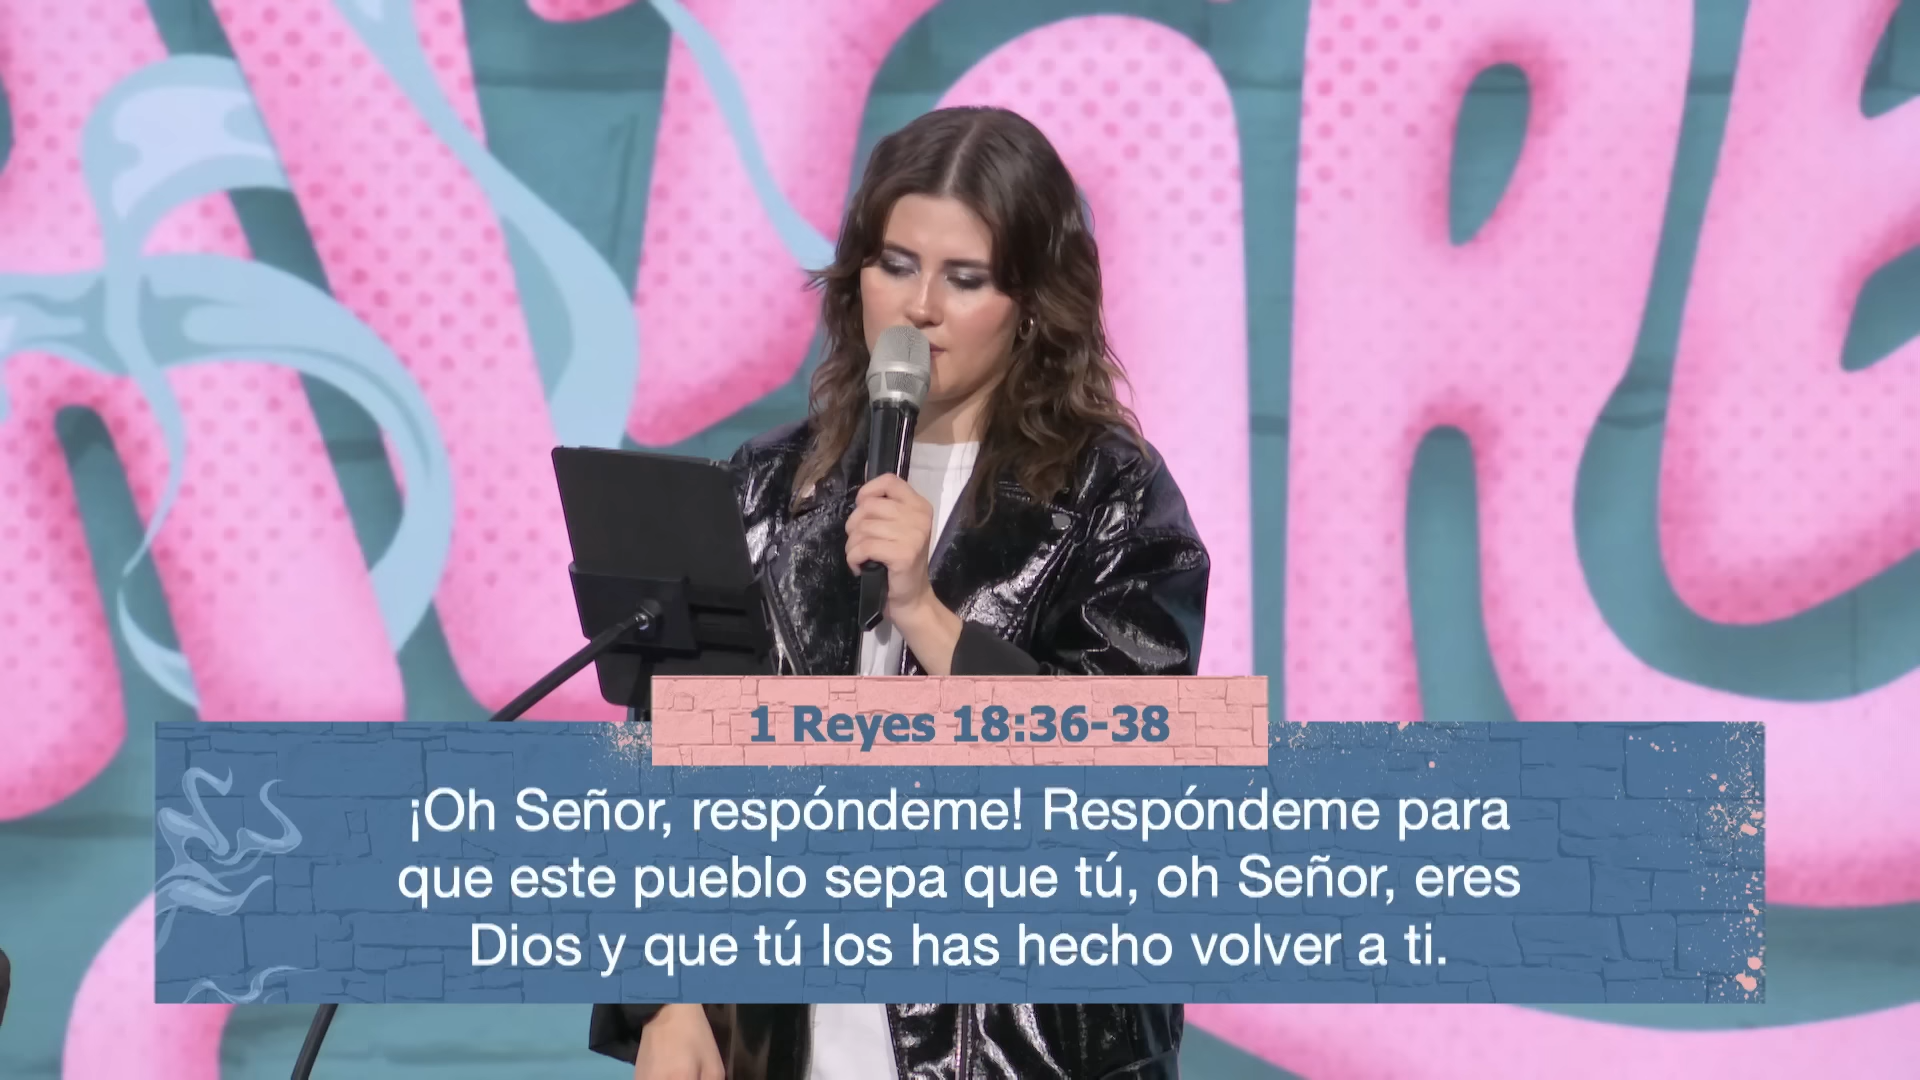 1 Reyes 18:36-38
¡Oh Señor, respóndeme! Respóndeme para
que este pueblo sepa que tú, oh Señor, eres
Dios y que tú los has hecho volver a ti.